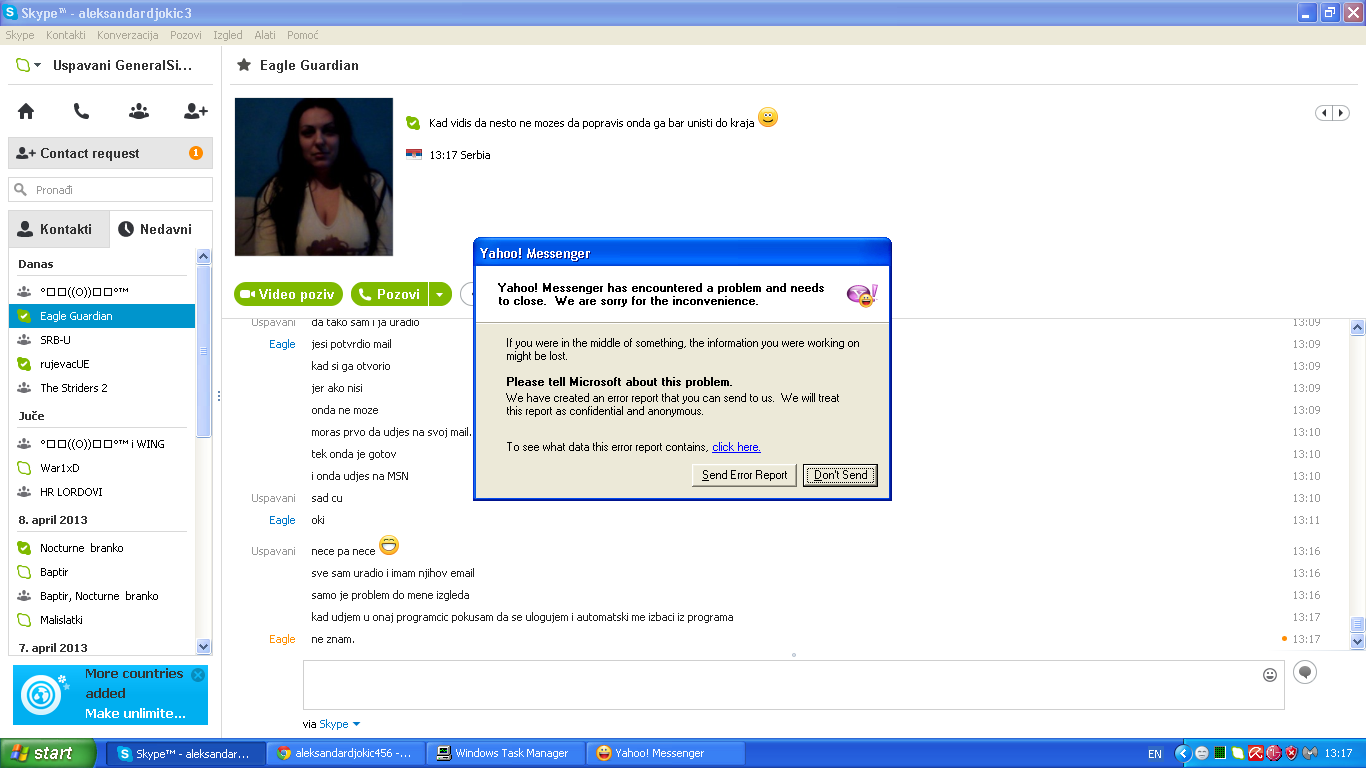 Skype™ - aleksandardjokic3
Skype Kontakti Konverzacija Pozovi Izgled Alati Pomoć
Uspavani GeneralSi...
Contact request 1
Pronađi
Kontakti Nedavni
Danas
°□□((O))□□°™
Eagle Guardian
SRB-U
rujevacUE
The Striders 2
Juče
°□□((O))□□°™ i WING
War1xD
HR LORDOVI
8. april 2013
Nocturne branko
Baptir
Baptir, Nocturne branko
Malislatki
7. april 2013
More countries
added
Make unlimite...
Eagle Guardian
Kad vidis da nesto ne mozes da popravis onda ga bar unisti do kraja
13:17 Serbia
Video poziv Pozovi
Uspavani da tako sam i ja uradio 13:09
Eagle jesi potvrdio mail 13:09
kad si ga otvorio 13:09
jer ako nisi 13:09
onda ne moze 13:09
moras prvo da udjes na svoj mail. 13:10
tek onda je gotov 13:10
i onda udjes na MSN 13:10
Uspavani sad cu 13:10
Eagle oki 13:11
Uspavani nece pa nece 13:16
sve sam uradio i imam njihov email 13:16
samo je problem do mene izgleda 13:16
kad udjem u onaj programcic pokusam da se ulogujem i automatski me izbaci iz programa 13:17
Eagle ne znam. 13:17
via Skype
Yahoo! Messenger
Yahoo! Messenger has encountered a problem and needs
to close. We are sorry for the inconvenience.
If you were in the middle of something, the information you were working on
might be lost.
Please tell Microsoft about this problem.
We have created an error report that you can send to us. We will treat
this report as confidential and anonymous.
To see what data this error report contains, click here.
Send Error Report Don't Send
start Skype™ - aleksandar... aleksandardjokic456 -... Windows Task Manager Yahoo! Messenger EN 13:17